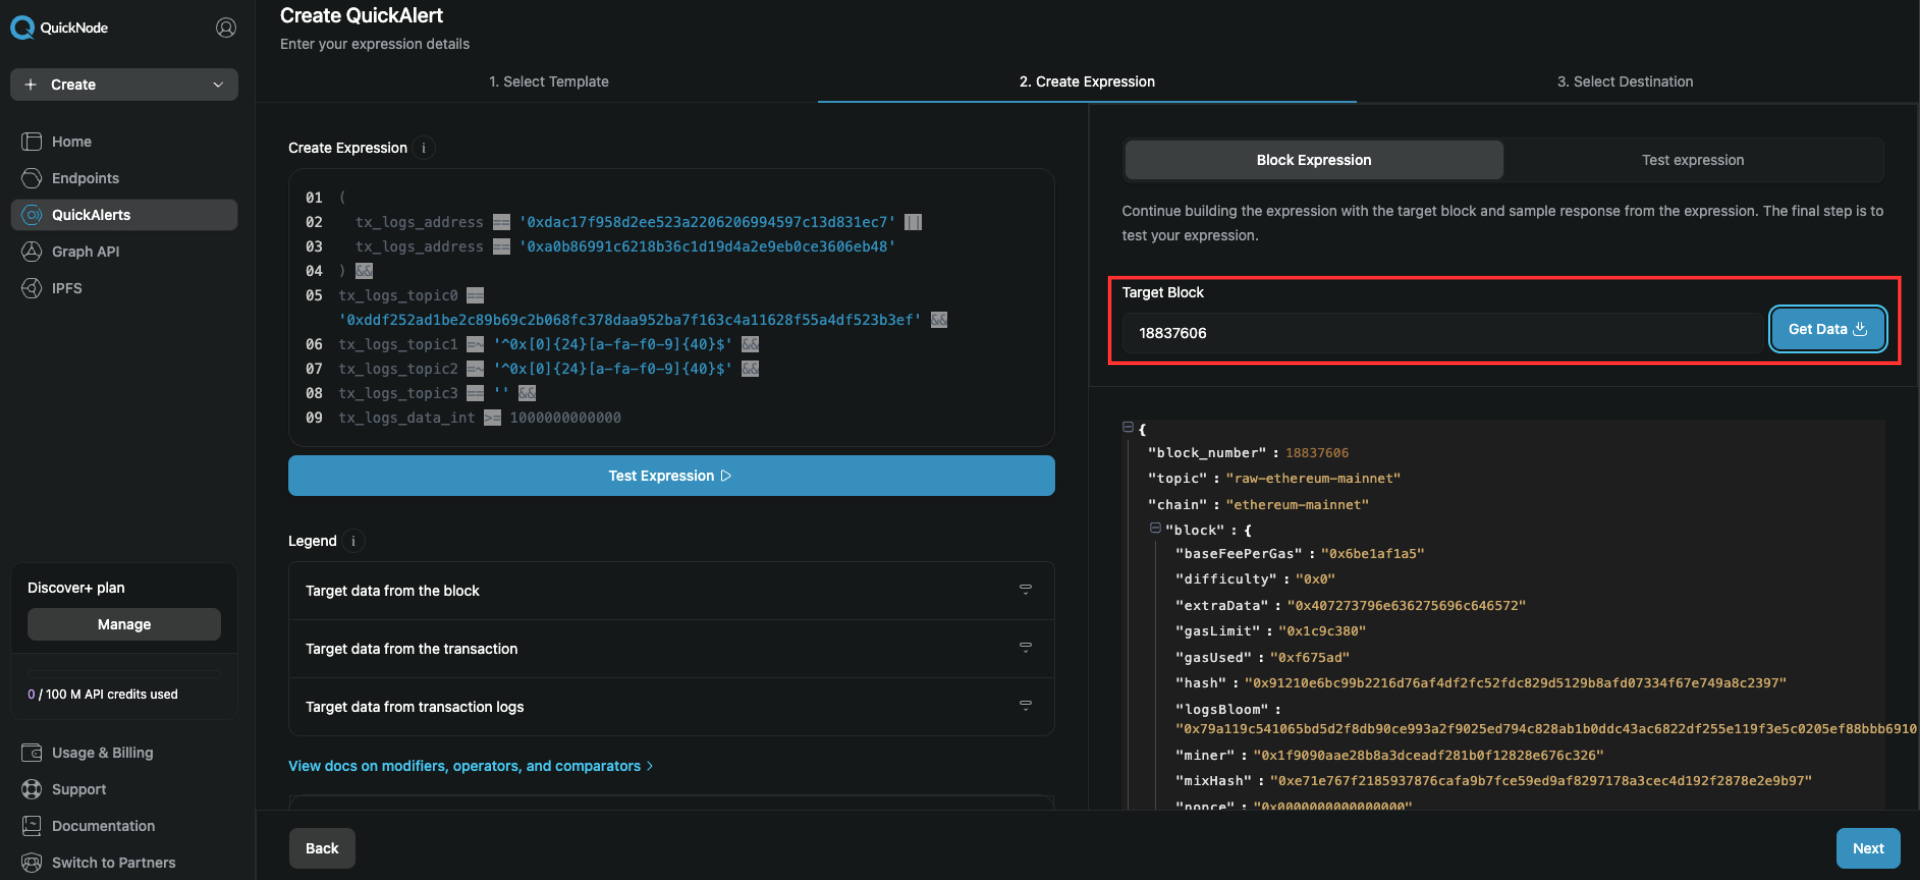 QuickNode
Create
Home
Endpoints
QuickAlerts
Graph API
IPFS
Discover+ plan
Manage
0 / 100 M API credits used
Usage & Billing
Support
Documentation
Switch to Partners
Create QuickAlert
Enter your expression details
1. Select Template
2. Create Expression
3. Select Destination
Create Expression i
01 (
02 tx_logs_address == '0xdac17f958d2ee523a2206206994597c13d831ec7' ||
03 tx_logs_address == '0xa0b86991c6218b36c1d19d4a2e9eb0ce3606eb48'
04 ) &&
05 tx_logs_topic0 ==
'0xddf252ad1be2c89b69c2b068fc378daa952ba7f163c4a11628f55a4df523b3ef' &&
06 tx_logs_topic1 =~ '^0x[0]{24}[a-fa-f0-9]{40}$' &&
07 tx_logs_topic2 =~ '^0x[0]{24}[a-fa-f0-9]{40}$' &&
08 tx_logs_topic3 == '' &&
09 tx_logs_data_int >= 1000000000000
Test Expression
Legend i
Target data from the block
Target data from the transaction
Target data from transaction logs
View docs on modifiers, operators, and comparators >
Back
Block Expression
Test expression
Continue building the expression with the target block and sample response from the expression. The final step is to
test your expression.
Target Block
18837606
Get Data
{
"block_number" : 18837606
"topic" : "raw-ethereum-mainnet"
"chain" : "ethereum-mainnet"
"block" : {
"baseFeePerGas" : "0x6be1af1a5"
"difficulty" : "0x0"
"extraData" : "0x407273796e636275696c646572"
"gasLimit" : "0x1c9c380"
"gasUsed" : "0xf675ad"
"hash" : "0x91210e6bc99b2216d76af4df2fc52fdc829d5129b8afd07334f67e749a8c2397"
"logsBloom" :
"0x79a119c541065bd5d2f8db90ce993a2f9025ed794c828ab1b0ddc43ac6822df255e119f3e5c0205ef88bbb6910
"miner" : "0x1f9090aae28b8a3dceadf281b0f12828e676c326"
"mixHash" : "0xe71e767f2185937876cafa9b7fce59ed9af8297178a3cec4d192f2878e2e9b97"
"nonce" : "0x0000000000000000"
Next